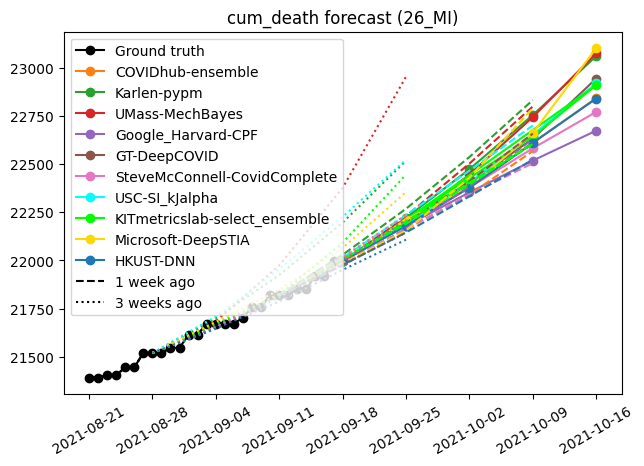 cum_death forecast (26_MI)
23000
22750
22500
22250
22000
21750
21500
Ground truth
COVIDhub-ensemble
Karlen-pypm
UMass-MechBayes
Google_Harvard-CPF
GT-DeepCOVID
SteveMcConnell-CovidComplete
USC-SI_kJalpha
KITmetricslab-select_ensemble
Microsoft-DeepSTIA
HKUST-DNN
1 week ago
3 weeks ago
2021-08-21
2021-08-28
2021-09-04
2021-09-11
2021-09-18
2021-09-25
2021-10-02
2021-10-09
2021-10-16